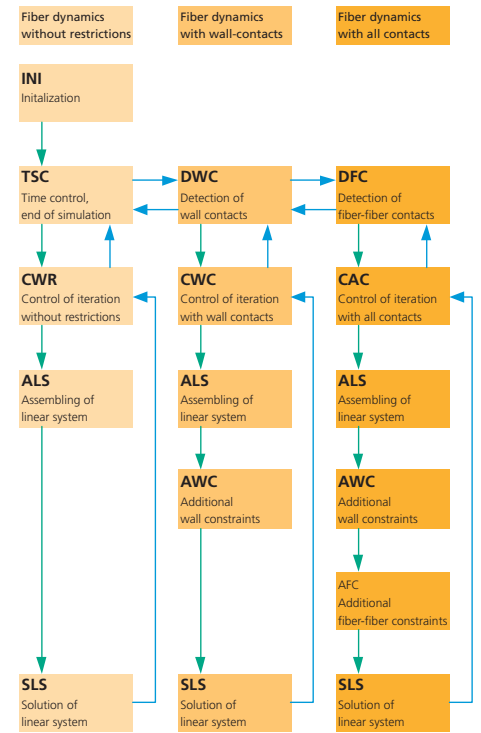 Fiber dynamics
without restrictions
Fiber dynamics
with wall-contacts
Fiber dynamics
with all contacts
INI
Initalization
TSC
Time control,
end of simulation
DWC
Detection of
wall contacts
DFC
Detection of
fiber-fiber contacts
CWR
Control of iteration
without restrictions
CWC
Control of iteration
with wall contacts
CAC
Control of iteration
with all contacts
ALS
Assembling of
linear system
ALS
Assembling of
linear system
ALS
Assembling of
linear system
AWC
Additional
wall constraints
AWC
Additional
wall constraints
AFC
Additional
fiber-fiber constraints
SLS
Solution of
linear system
SLS
Solution of
linear system
SLS
Solution of
linear system